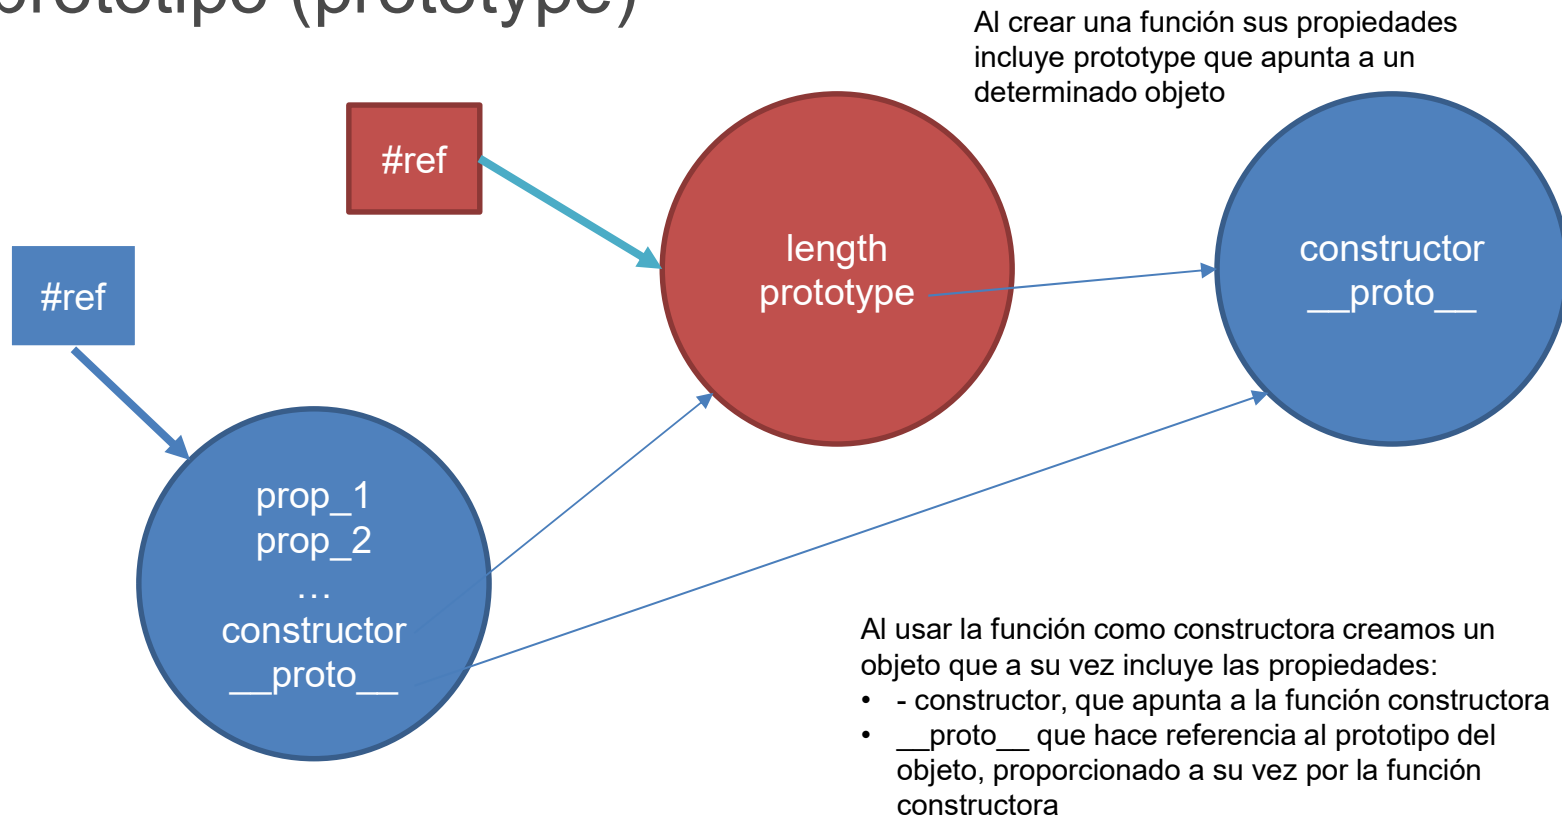 prototipo (prototype)
Al crear una función sus propiedades
incluye prototype que apunta a un
determinado objeto
#ref
#ref
length
prototype
constructor
__proto__
prop_1
prop_2
…
constructor
__proto__
Al usar la función como constructora creamos un
objeto que a su vez incluye las propiedades:
• - constructor, que apunta a la función constructora
• __proto__ que hace referencia al prototipo del
objeto, proporcionado a su vez por la función
constructora